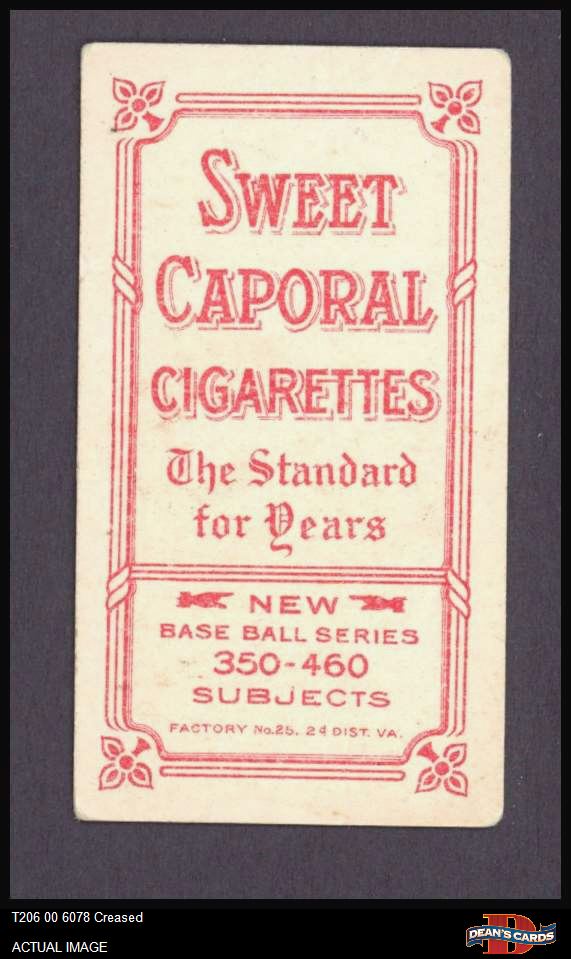 SWEET
CAPORAL
CIGARETTES
The Standard
for Years
NEW
BASE BALL SERIES
350-460
SUBJECTS
FACTORY No.25. 2d DIST. VA.
T206 00 6078 Creased
ACTUAL IMAGE
DEAN'S CARDS